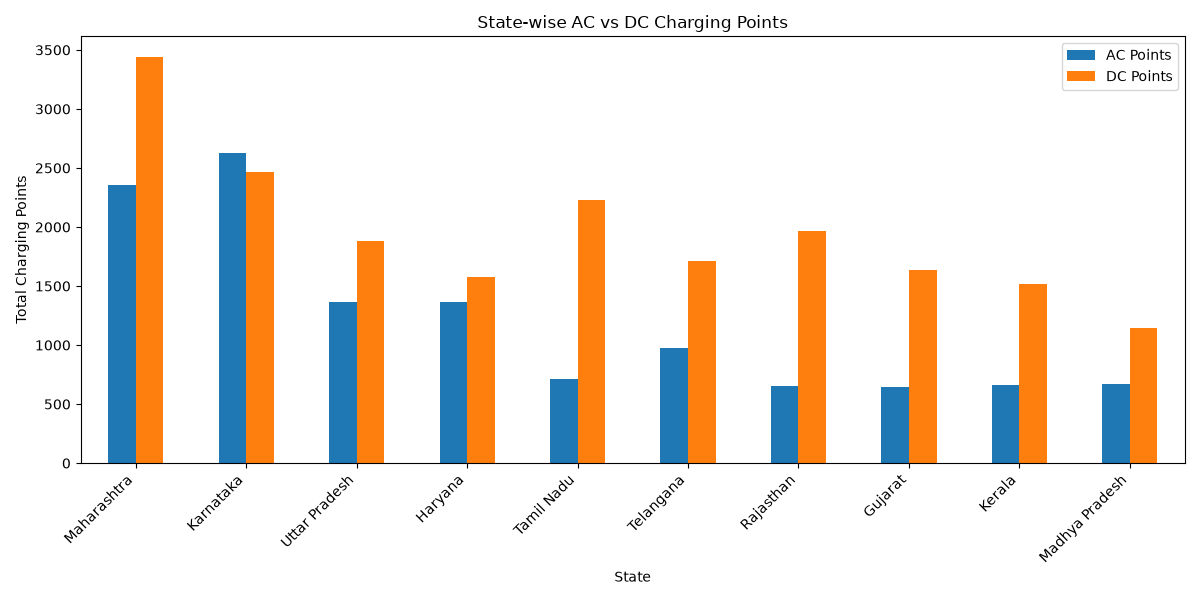 State-wise AC vs DC Charging Points
AC Points
DC Points
Total Charging Points
3500
3000
2500
2000
1500
1000
500
0
Maharashtra
Karnataka
Uttar Pradesh
Haryana
Tamil Nadu
Telangana
Rajasthan
Gujarat
Kerala
Madhya Pradesh
State